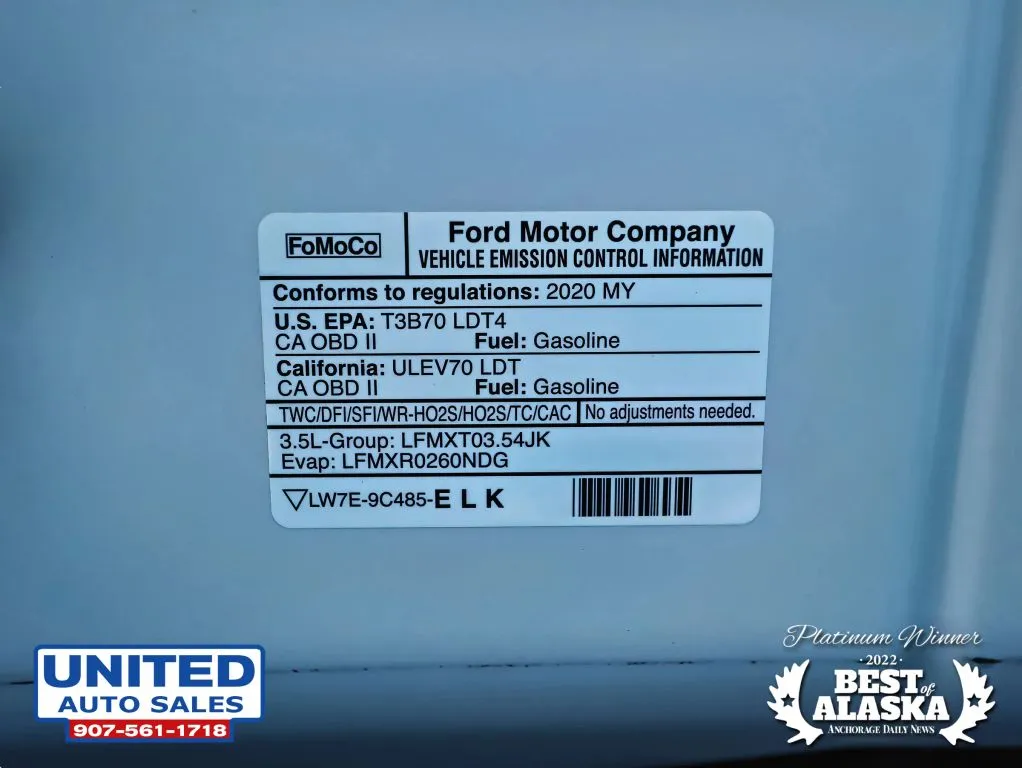 FoMoCo
Ford Motor Company
VEHICLE EMISSION CONTROL INFORMATION
Conforms to regulations: 2020 MY
U.S. EPA: T3B70 LDT4
CA OBD II Fuel: Gasoline
California: ULEV70 LDT
CA OBD II Fuel: Gasoline
TWC/DFI/SFI/WR-HO2S/HO2S/TC/CAC No adjustments needed.
3.5L-Group: LFMXT03.54JK
Evap: LFMXR0260NDG
LW7E-9C485-ELK
UNITED
AUTO SALES
907-561-1718
Platinum Winner
·2022·
BEST of
ALASKA
ANCHORAGE DAILY NEWS